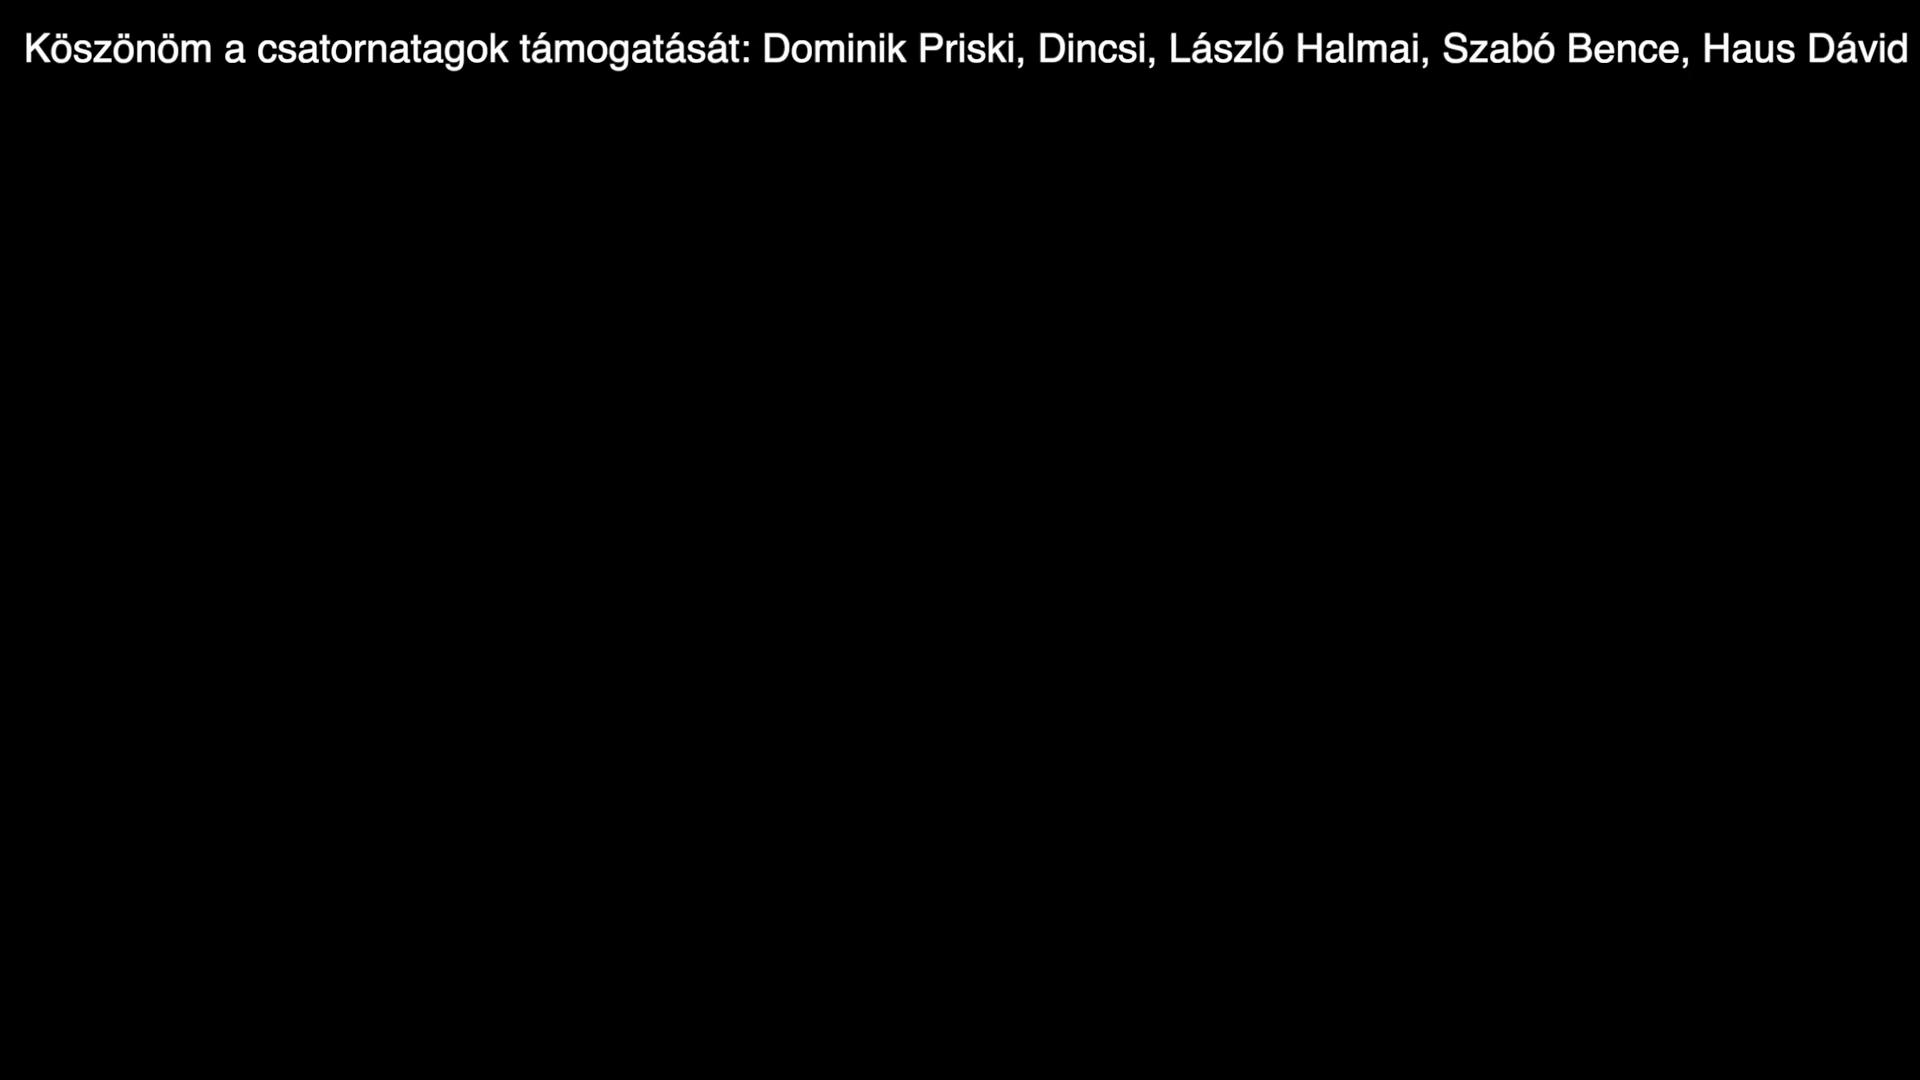 Köszönöm a csatornatagok támogatását: Dominik Priski, Dincsi, László Halmai, Szabó Bence, Haus Dávid